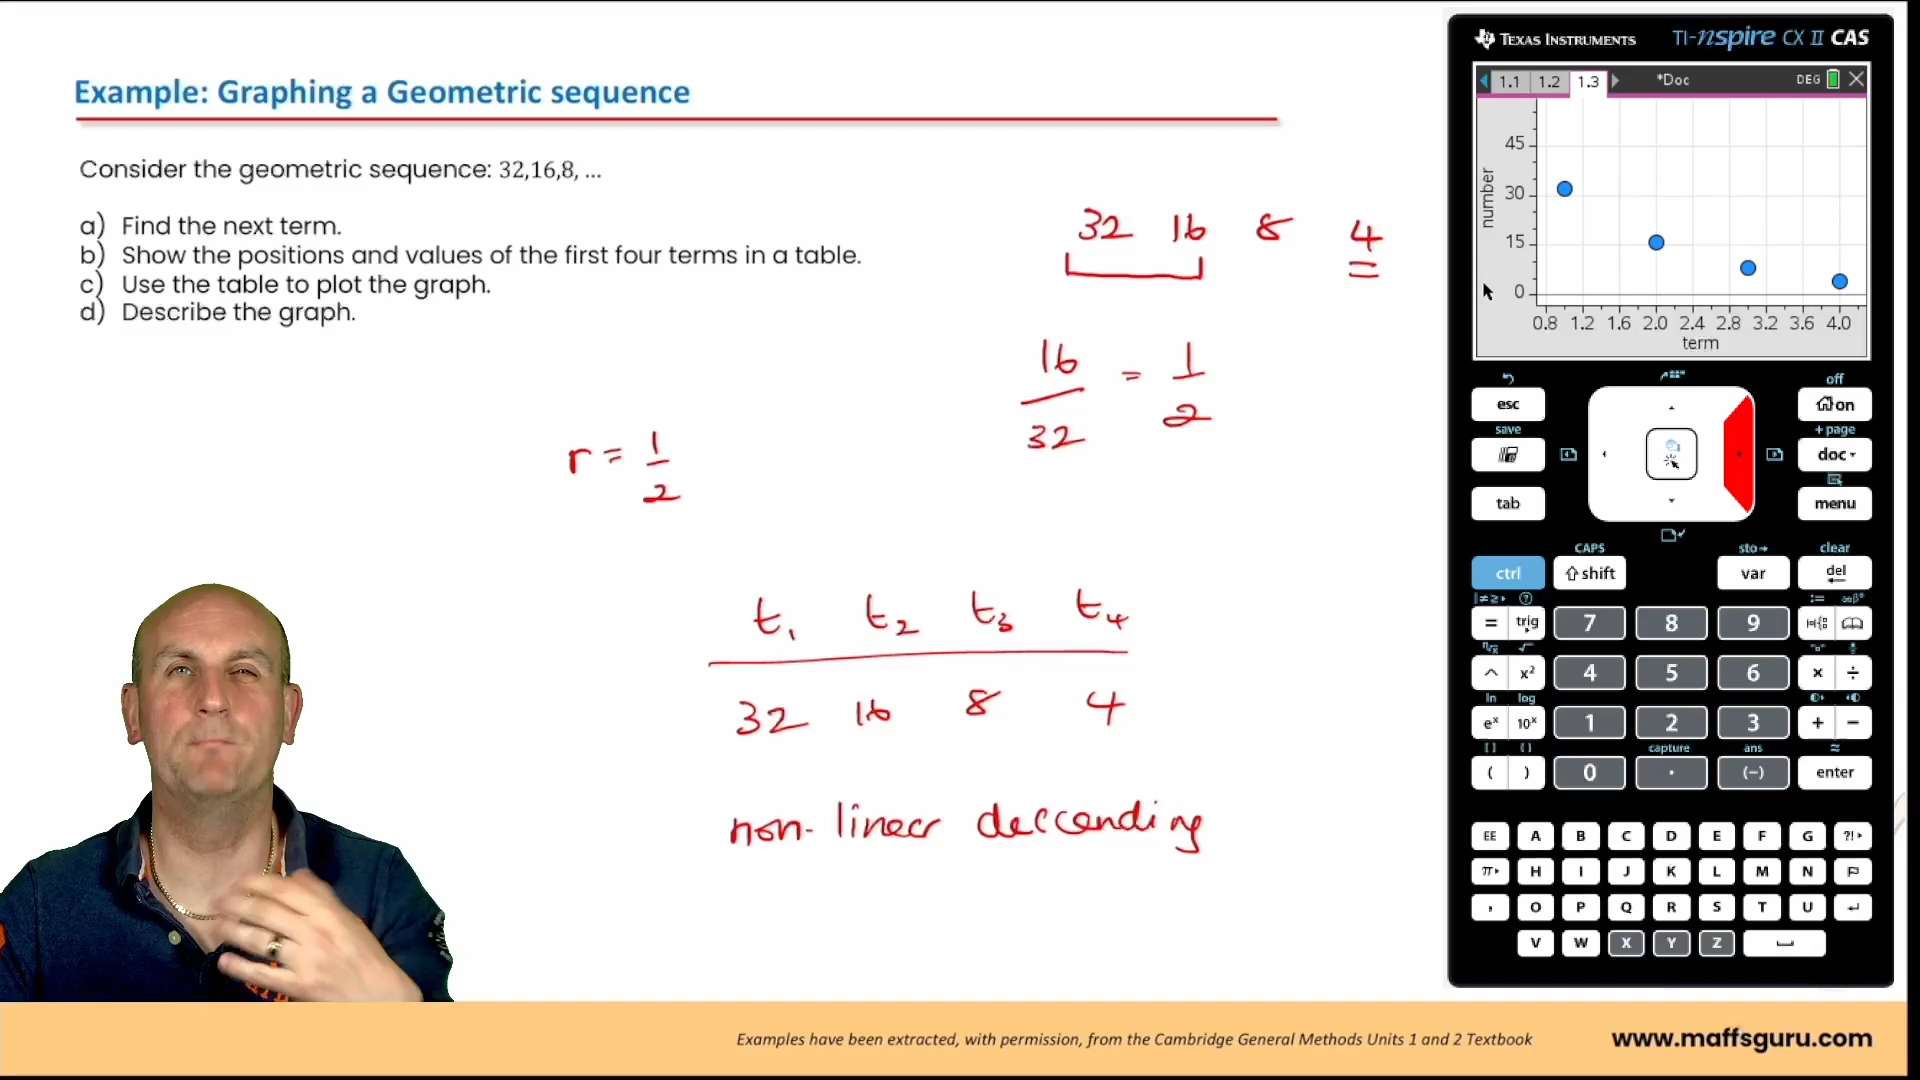 Example: Graphing a Geometric sequence
Consider the geometric sequence: 32,16,8, ...
a) Find the next term.
b) Show the positions and values of the first four terms in a table.
c) Use the table to plot the graph.
d) Describe the graph.
32 16 8 4
16/32 = 1/2
r = 1/2
t1 t2 t3 t4
32 16 8 4
non-linear deccending
Examples have been extracted, with permission, from the Cambridge General Methods Units 1 and 2 Textbook
www.maffsguru.com
TEXAS INSTRUMENTS TI-nspire CX II CAS
1.1 1.2 1.3 *Doc DEG
number
45
30
15
0
0.8 1.2 1.6 2.0 2.4 2.8 3.2 3.6 4.0
term
off
esc on
save + page
doc
tab menu
CAPS sto→ clear
ctrl shift var del
= trig 7 8 9
^ x² 4 5 6 × ÷
ln log
eˣ 10ˣ 1 2 3 + −
[ ] { } capture ans ≈
( ) 0 . (−) enter
EE A B C D E F G ?!
π H I J K L M N
, O P Q R S T U
V W X Y Z